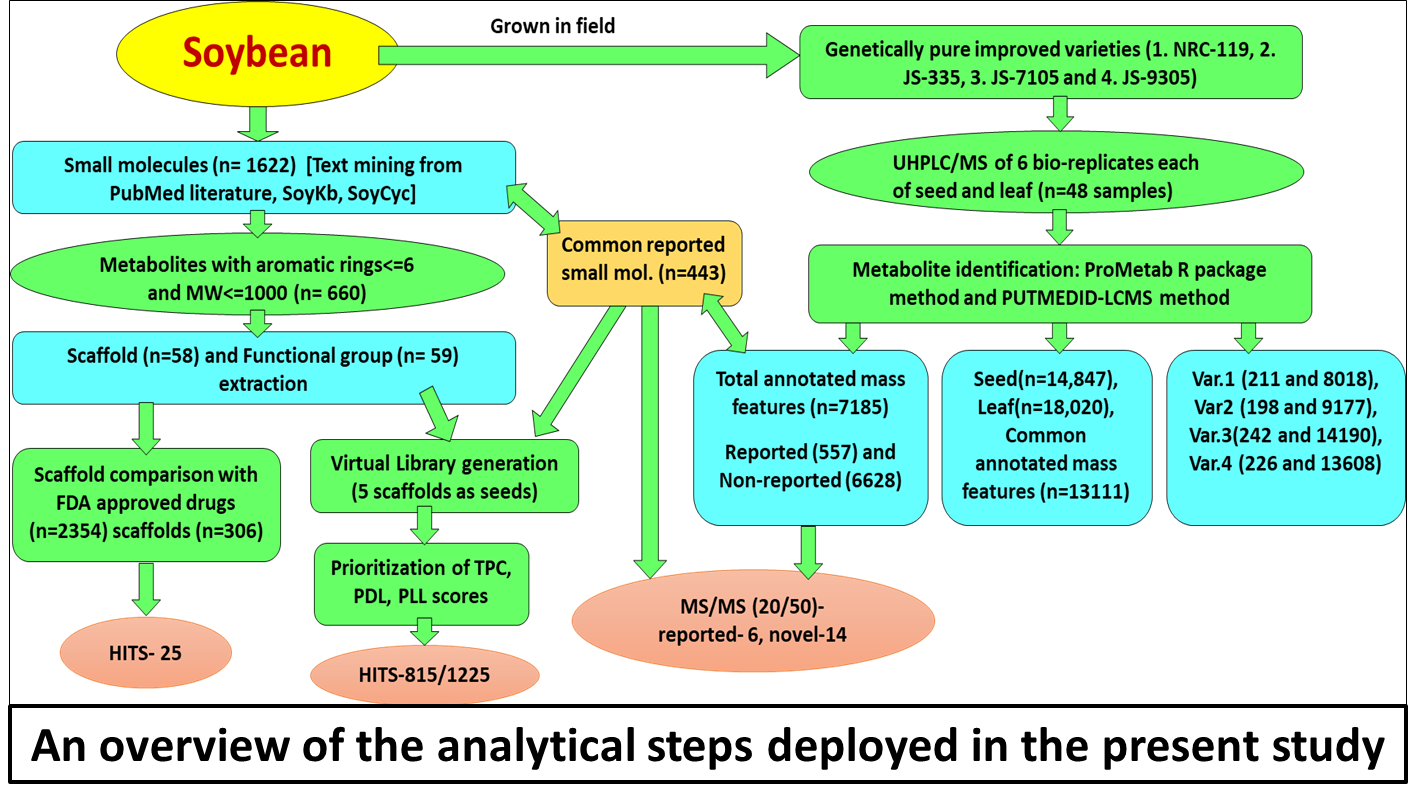 Soybean
Grown in field
Genetically pure improved varieties (1. NRC-119, 2.
JS-335, 3. JS-7105 and 4. JS-9305)
Small molecules (n= 1622) [Text mining from
PubMed literature, SoyKb, SoyCyc]
UHPLC/MS of 6 bio-replicates each
of seed and leaf (n=48 samples)
Common reported
small mol. (n=443)
Metabolites with aromatic rings<=6
and MW<=1000 (n= 660)
Metabolite identification: ProMetab R package
method and PUTMEDID-LCMS method
Scaffold (n=58) and Functional group (n= 59)
extraction
Total annotated mass
features (n=7185)
Reported (557) and
Non-reported (6628)
Seed(n=14,847),
Leaf(n=18,020),
Common
annotated mass
features (n=13111)
Var.1 (211 and 8018),
Var2 (198 and 9177),
Var.3(242 and 14190),
Var.4 (226 and 13608)
Scaffold comparison with
FDA approved drugs
(n=2354) scaffolds (n=306)
Virtual Library generation
(5 scaffolds as seeds)
Prioritization of TPC,
PDL, PLL scores
MS/MS (20/50)-
reported- 6, novel-14
HITS- 25
HITS-815/1225
An overview of the analytical steps deployed in the present study